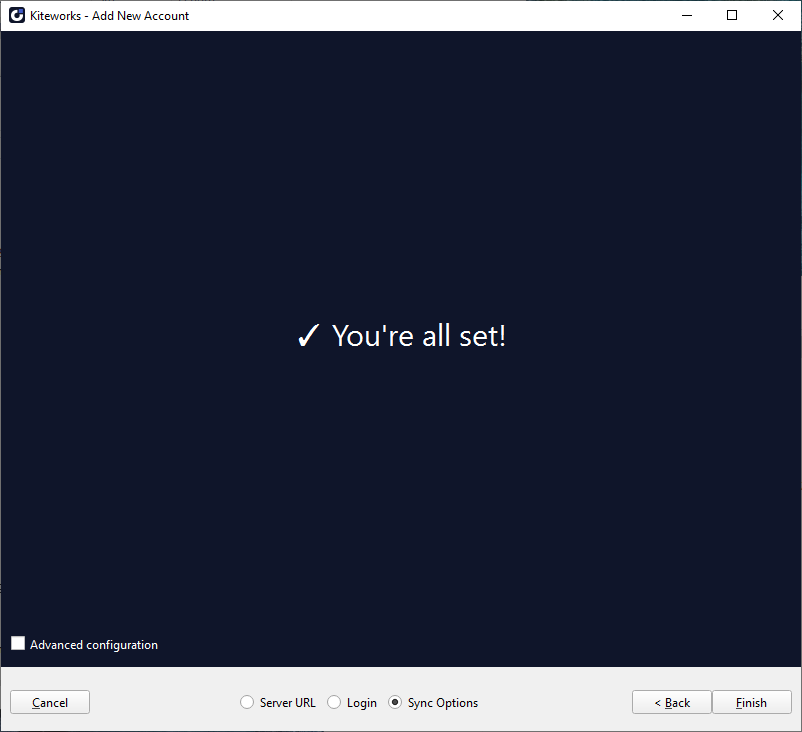 Kiteworks - Add New Account
✓ You're all set!
Advanced configuration
Cancel
Server URL
Login
Sync Options
< Back
Finish